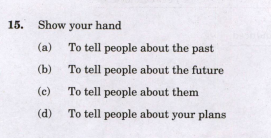 15. Show your hand
(a) To tell people about the past
(b) To tell people about the future
(c) To tell people about them
(d) To tell people about your plans